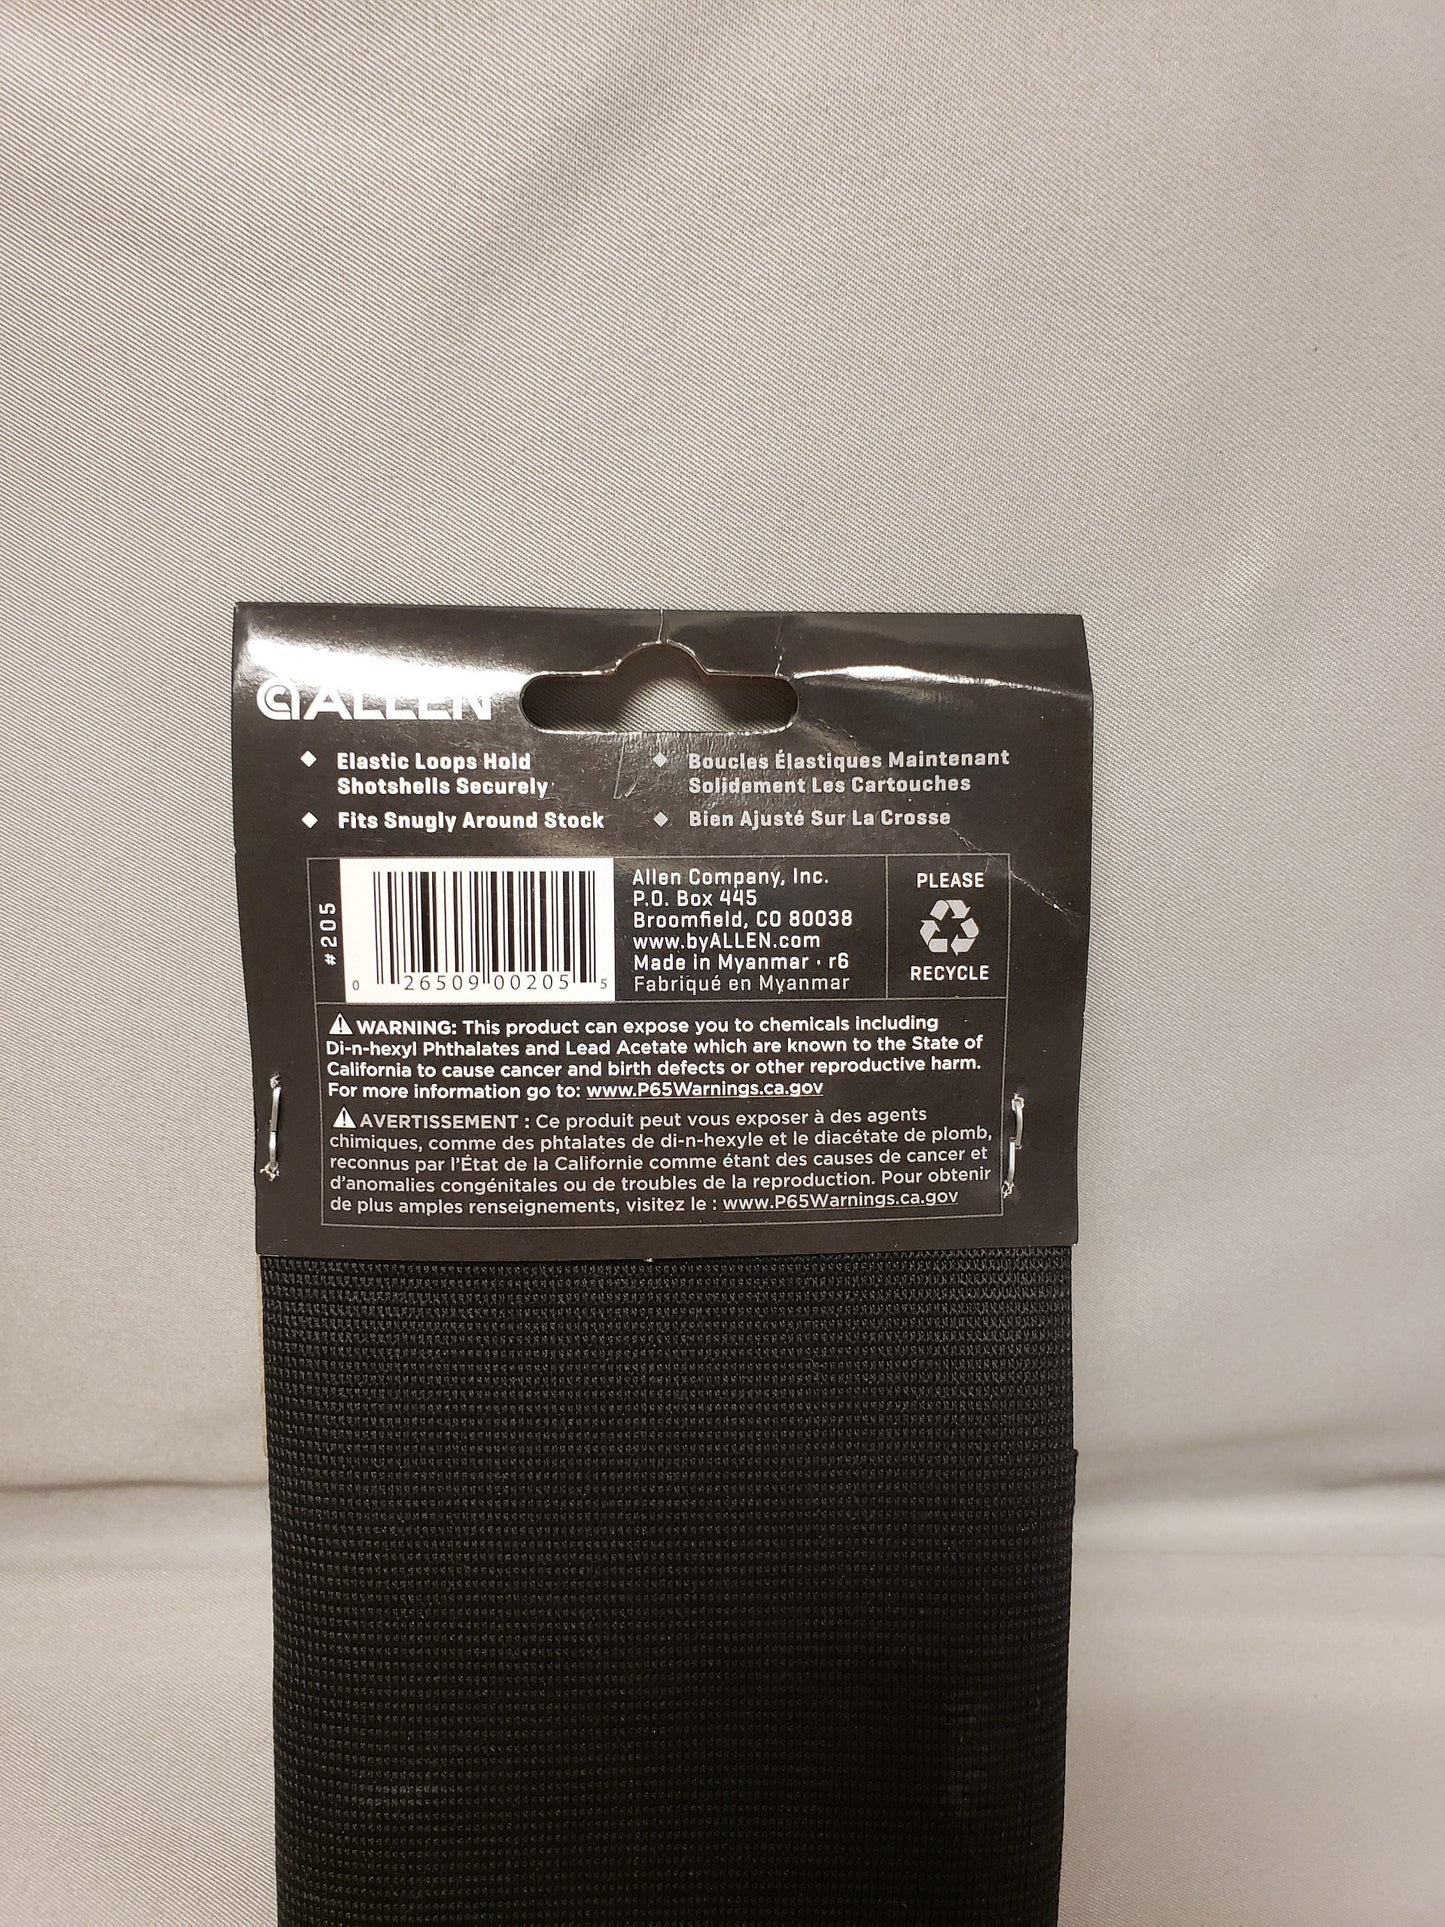 ALLEN
◆ Elastic Loops Hold
Shotshells Securely
◆ Fits Snugly Around Stock
◆ Boucles Élastiques Maintenant
Solidement Les Cartouches
◆ Bien Ajusté Sur La Crosse
#205
0 26509 00205 5
Allen Company, Inc.
P.O. Box 445
Broomfield, CO 80038
www.byALLEN.com
Made in Myanmar · r6
Fabriqué en Myanmar
PLEASE
RECYCLE
⚠ WARNING: This product can expose you to chemicals including
Di-n-hexyl Phthalates and Lead Acetate which are known to the State of
California to cause cancer and birth defects or other reproductive harm.
For more information go to: www.P65Warnings.ca.gov
⚠ AVERTISSEMENT : Ce produit peut vous exposer à des agents
chimiques, comme des phtalates de di-n-hexyle et le diacétate de plomb,
reconnus par l'État de la Californie comme étant des causes de cancer et
d'anomalies congénitales ou de troubles de la reproduction. Pour obtenir
de plus amples renseignements, visitez le : www.P65Warnings.ca.gov